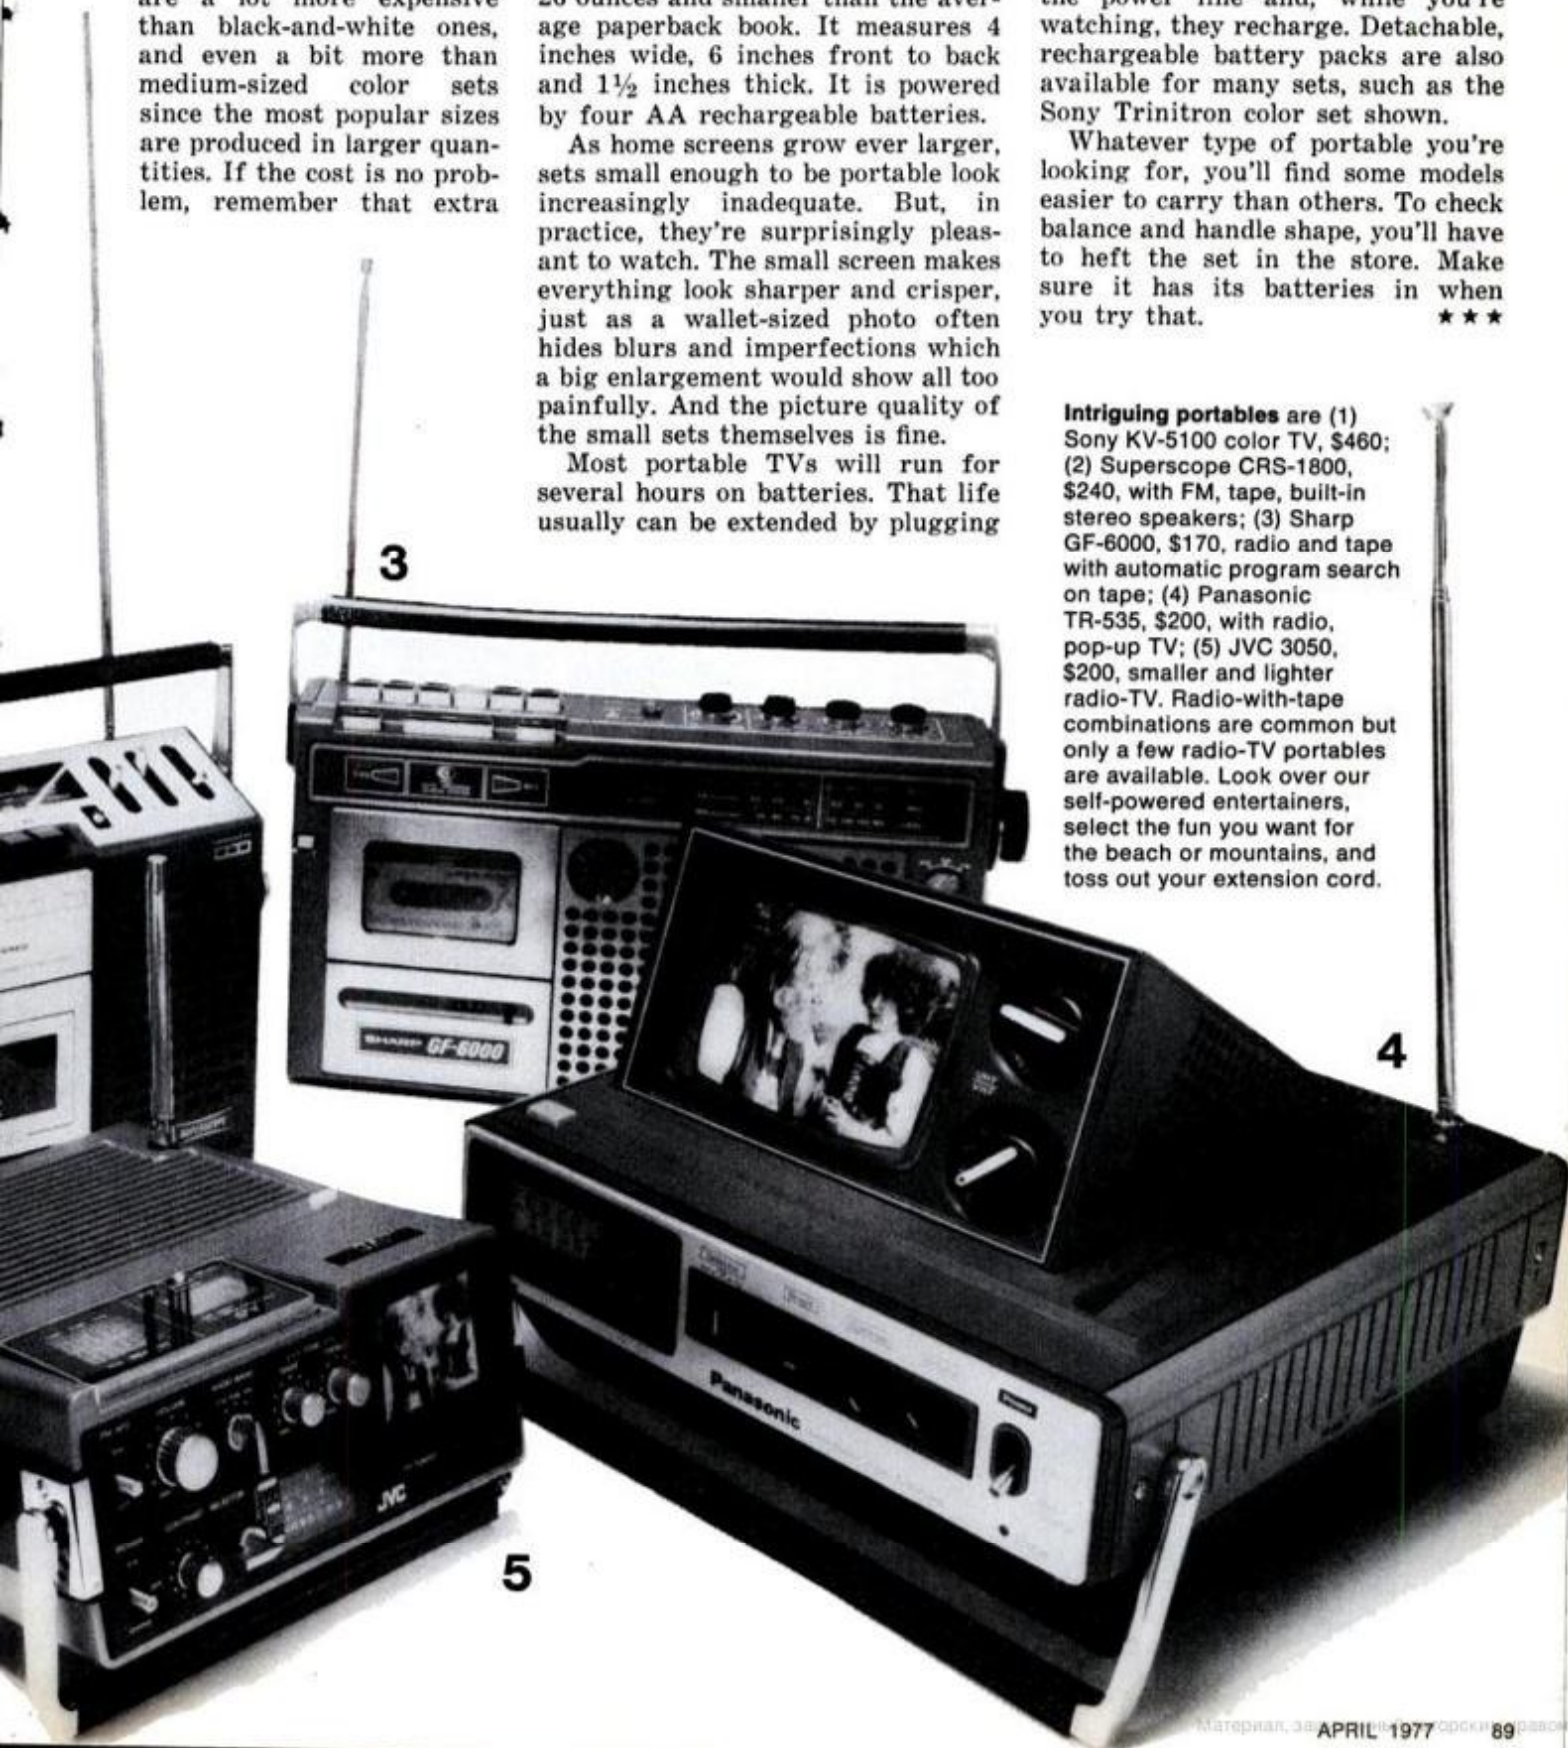 than black-and-white ones,
and even a bit more than
medium-sized color sets
since the most popular sizes
are produced in larger quan-
tities. If the cost is no prob-
lem, remember that extra
age paperback book. It measures 4
inches wide, 6 inches front to back
and 1½ inches thick. It is powered
by four AA rechargeable batteries.
As home screens grow ever larger,
sets small enough to be portable look
increasingly inadequate. But, in
practice, they're surprisingly pleas-
ant to watch. The small screen makes
everything look sharper and crisper,
just as a wallet-sized photo often
hides blurs and imperfections which
a big enlargement would show all too
painfully. And the picture quality of
the small sets themselves is fine.
Most portable TVs will run for
several hours on batteries. That life
usually can be extended by plugging
watching, they recharge. Detachable,
rechargeable battery packs are also
available for many sets, such as the
Sony Trinitron color set shown.
Whatever type of portable you're
looking for, you'll find some models
easier to carry than others. To check
balance and handle shape, you'll have
to heft the set in the store. Make
sure it has its batteries in when
you try that. ★★★
Intriguing portables are (1)
Sony KV-5100 color TV, $460;
(2) Superscope CRS-1800,
$240, with FM, tape, built-in
stereo speakers; (3) Sharp
GF-6000, $170, radio and tape
with automatic program search
on tape; (4) Panasonic
TR-535, $200, with radio,
pop-up TV; (5) JVC 3050,
$200, smaller and lighter
radio-TV. Radio-with-tape
combinations are common but
only a few radio-TV portables
are available. Look over our
self-powered entertainers,
select the fun you want for
the beach or mountains, and
toss out your extension cord.
3
SHARP GF-6000
4
Panasonic
JVC
5
Материал,
APRIL 1977 89